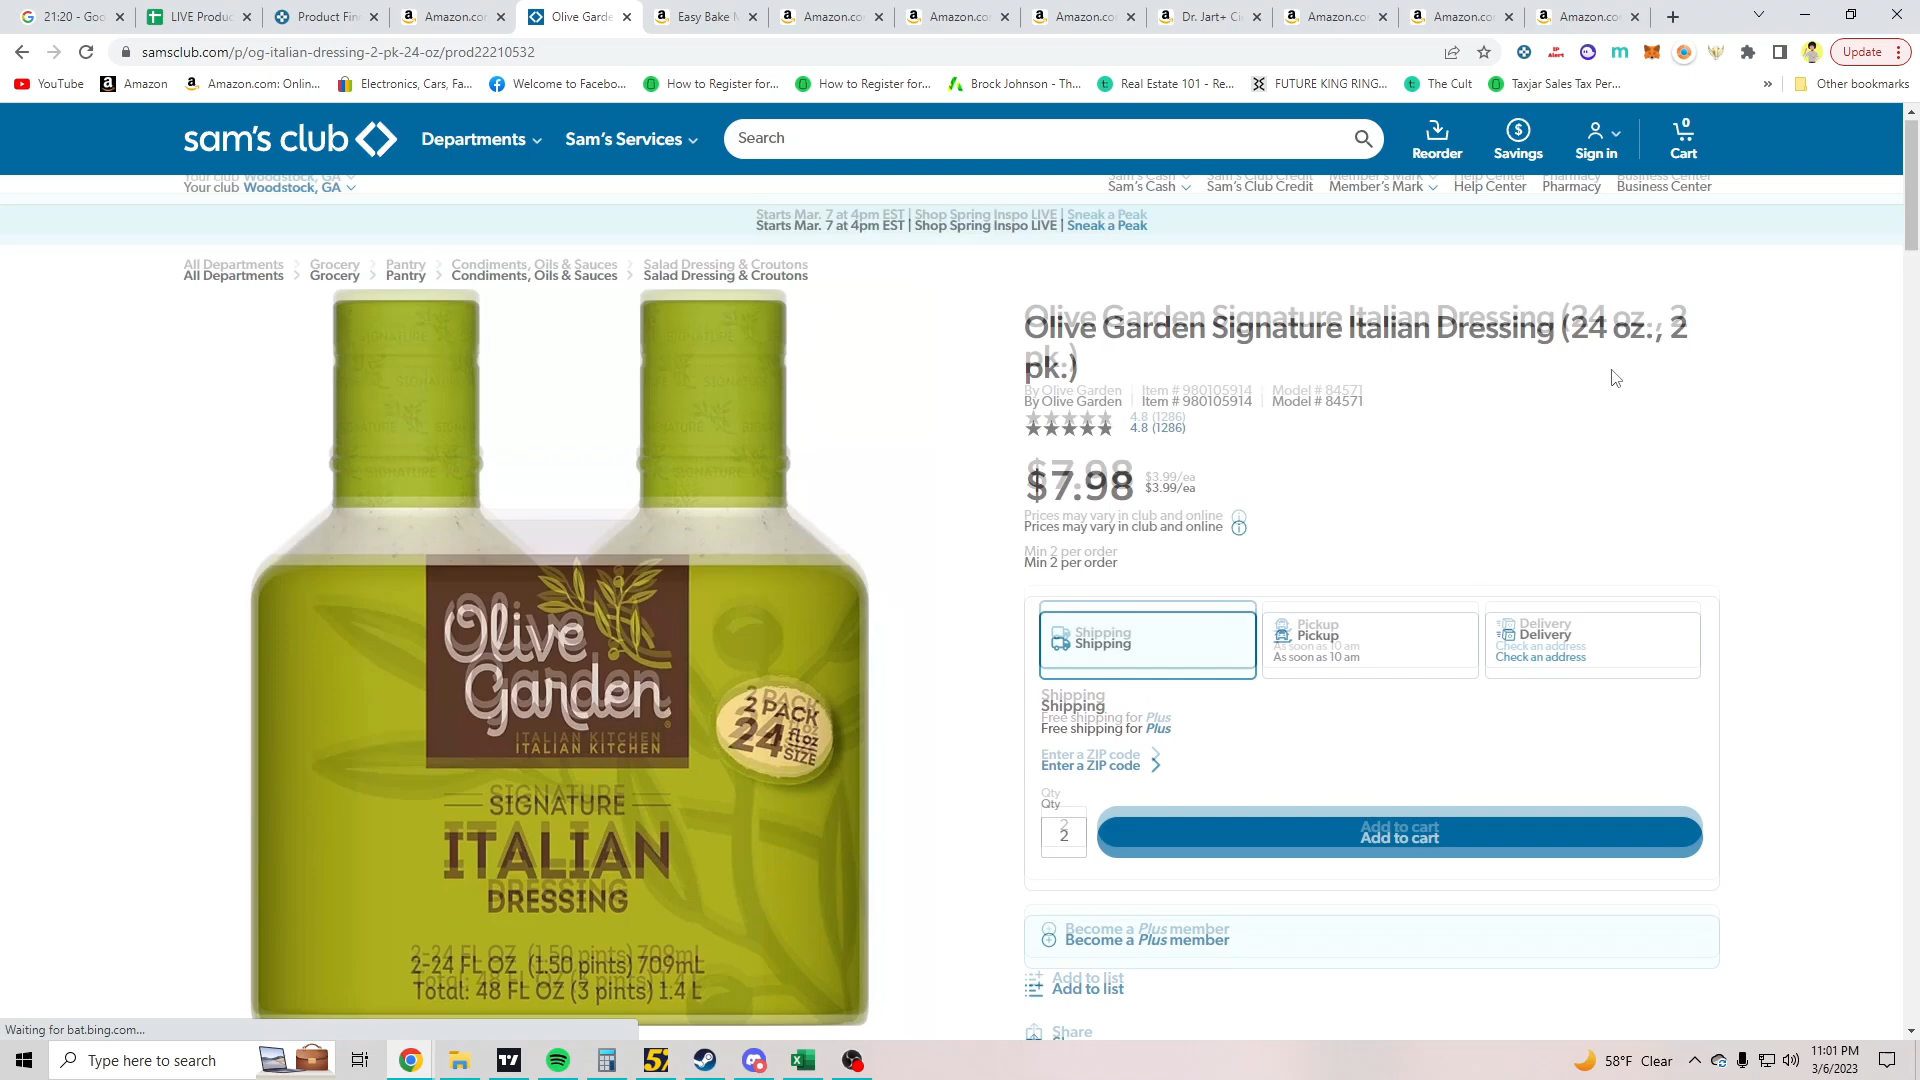 21:20 - Goo
LIVE Produc
Product Fin
Amazon.co
Olive Garde
Easy Bake M
Amazon.co
Amazon.co
Amazon.co
Dr. Jart+ Ci
Amazon.co
Amazon.co
Amazon.co
samsclub.com/p/og-italian-dressing-2-pk-24-oz/prod22210532
Update
YouTube
Amazon
Amazon.com: Onlin...
Electronics, Cars, Fa...
Welcome to Facebo...
How to Register for...
How to Register for...
Brock Johnson - Th...
Real Estate 101 - Re...
FUTURE KING RING...
The Cult
Taxjar Sales Tax Per...
»
Other bookmarks
sam's club
Departments
Sam's Services
Search
Reorder
Savings
Sign in
0
Cart
Your club Woodstock, GA
Sam's Cash
Sam's Club Credit
Member's Mark
Help Center
Pharmacy
Business Center
Starts Mar. 7 at 4pm EST | Shop Spring Inspo LIVE | Sneak a Peak
All Departments > Grocery > Pantry > Condiments, Oils & Sauces > Salad Dressing & Croutons
Olive Garden Signature Italian Dressing (24 oz., 2
pk.)
By Olive Garden | Item # 980105914 | Model # 84571
4.8 (1286)
$7.98 $3.99/ea
Prices may vary in club and online
Min 2 per order
Shipping
Pickup
As soon as 10 am
Delivery
Check an address
Shipping
Free shipping for Plus
Enter a ZIP code
Qty
2
Add to cart
Become a Plus member
Add to list
Share
SIGNATURE
SIGNATURE
Olive
Garden
ITALIAN KITCHEN
2 PACK
24 fl oz
SIZE
SIGNATURE
ITALIAN
DRESSING
2-24 FL OZ (1.50 pints) 709mL
Total: 48 FL OZ (3 pints) 1.4 L
Waiting for bat.bing.com...
Type here to search
58°F Clear
11:01 PM
3/6/2023